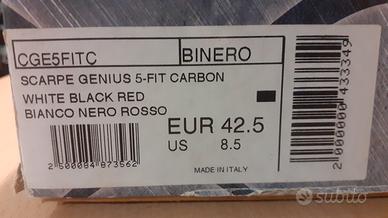 CGE5FITC BINERO
SCARPE GENIUS 5-FIT CARBON
WHITE BLACK RED
BIANCO NERO ROSSO
EUR 42.5
US 8.5
MADE IN ITALY
2 500084 873562
2 000000 433349
subito